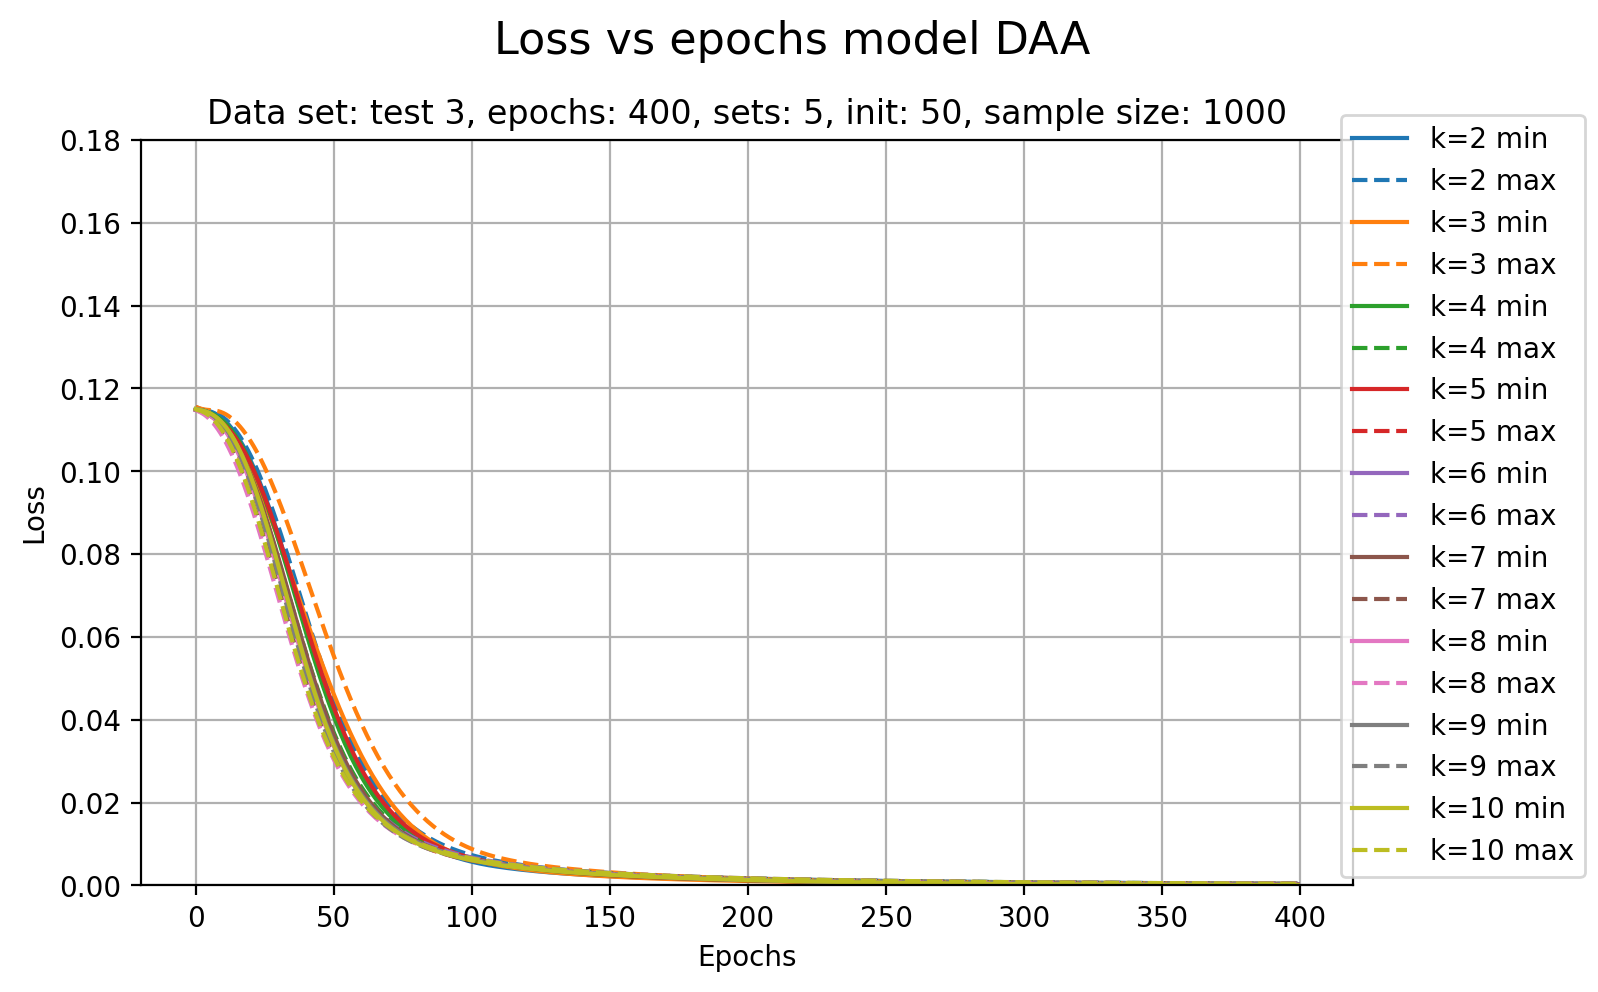 Loss vs epochs model DAA
Data set: test 3, epochs: 400, sets: 5, init: 50, sample size: 1000
0.18
0.16
0.14
0.12
0.10
0.08
0.06
0.04
0.02
0.00
Loss
0 50 100 150 200 250 300 350 400
Epochs
k=2 min
k=2 max
k=3 min
k=3 max
k=4 min
k=4 max
k=5 min
k=5 max
k=6 min
k=6 max
k=7 min
k=7 max
k=8 min
k=8 max
k=9 min
k=9 max
k=10 min
k=10 max